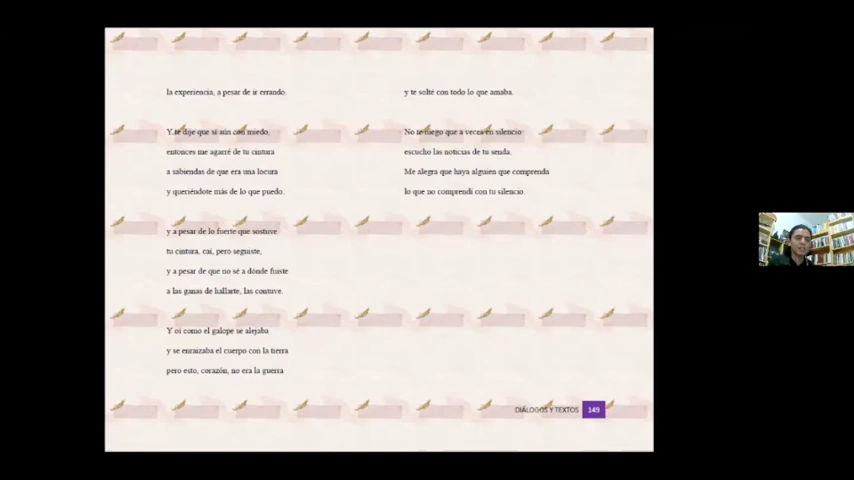 la experiencia, a pesar de ir errando.
Y te dije que sí aún con miedo,
entonces me agarré de tu cintura
a sabiendas de que era una locura
y queriéndote más de lo que puedo.
y a pesar de lo fuerte que sostuve
tu cintura, caí, pero seguiste,
y a pesar de que no sé a dónde fuiste
a las ganas de hallarte, las contuve.
Y oí como el galope se alejaba
y se enraizaba el cuerpo con la tierra
pero esto, corazón, no era la guerra
y te solté con todo lo que amaba.
No te niego que a veces en silencio
escucho las noticias de tu senda.
Me alegra que haya alguien que comprenda
lo que no comprendí con tu silencio.
DIÁLOGOS Y TEXTOS 149